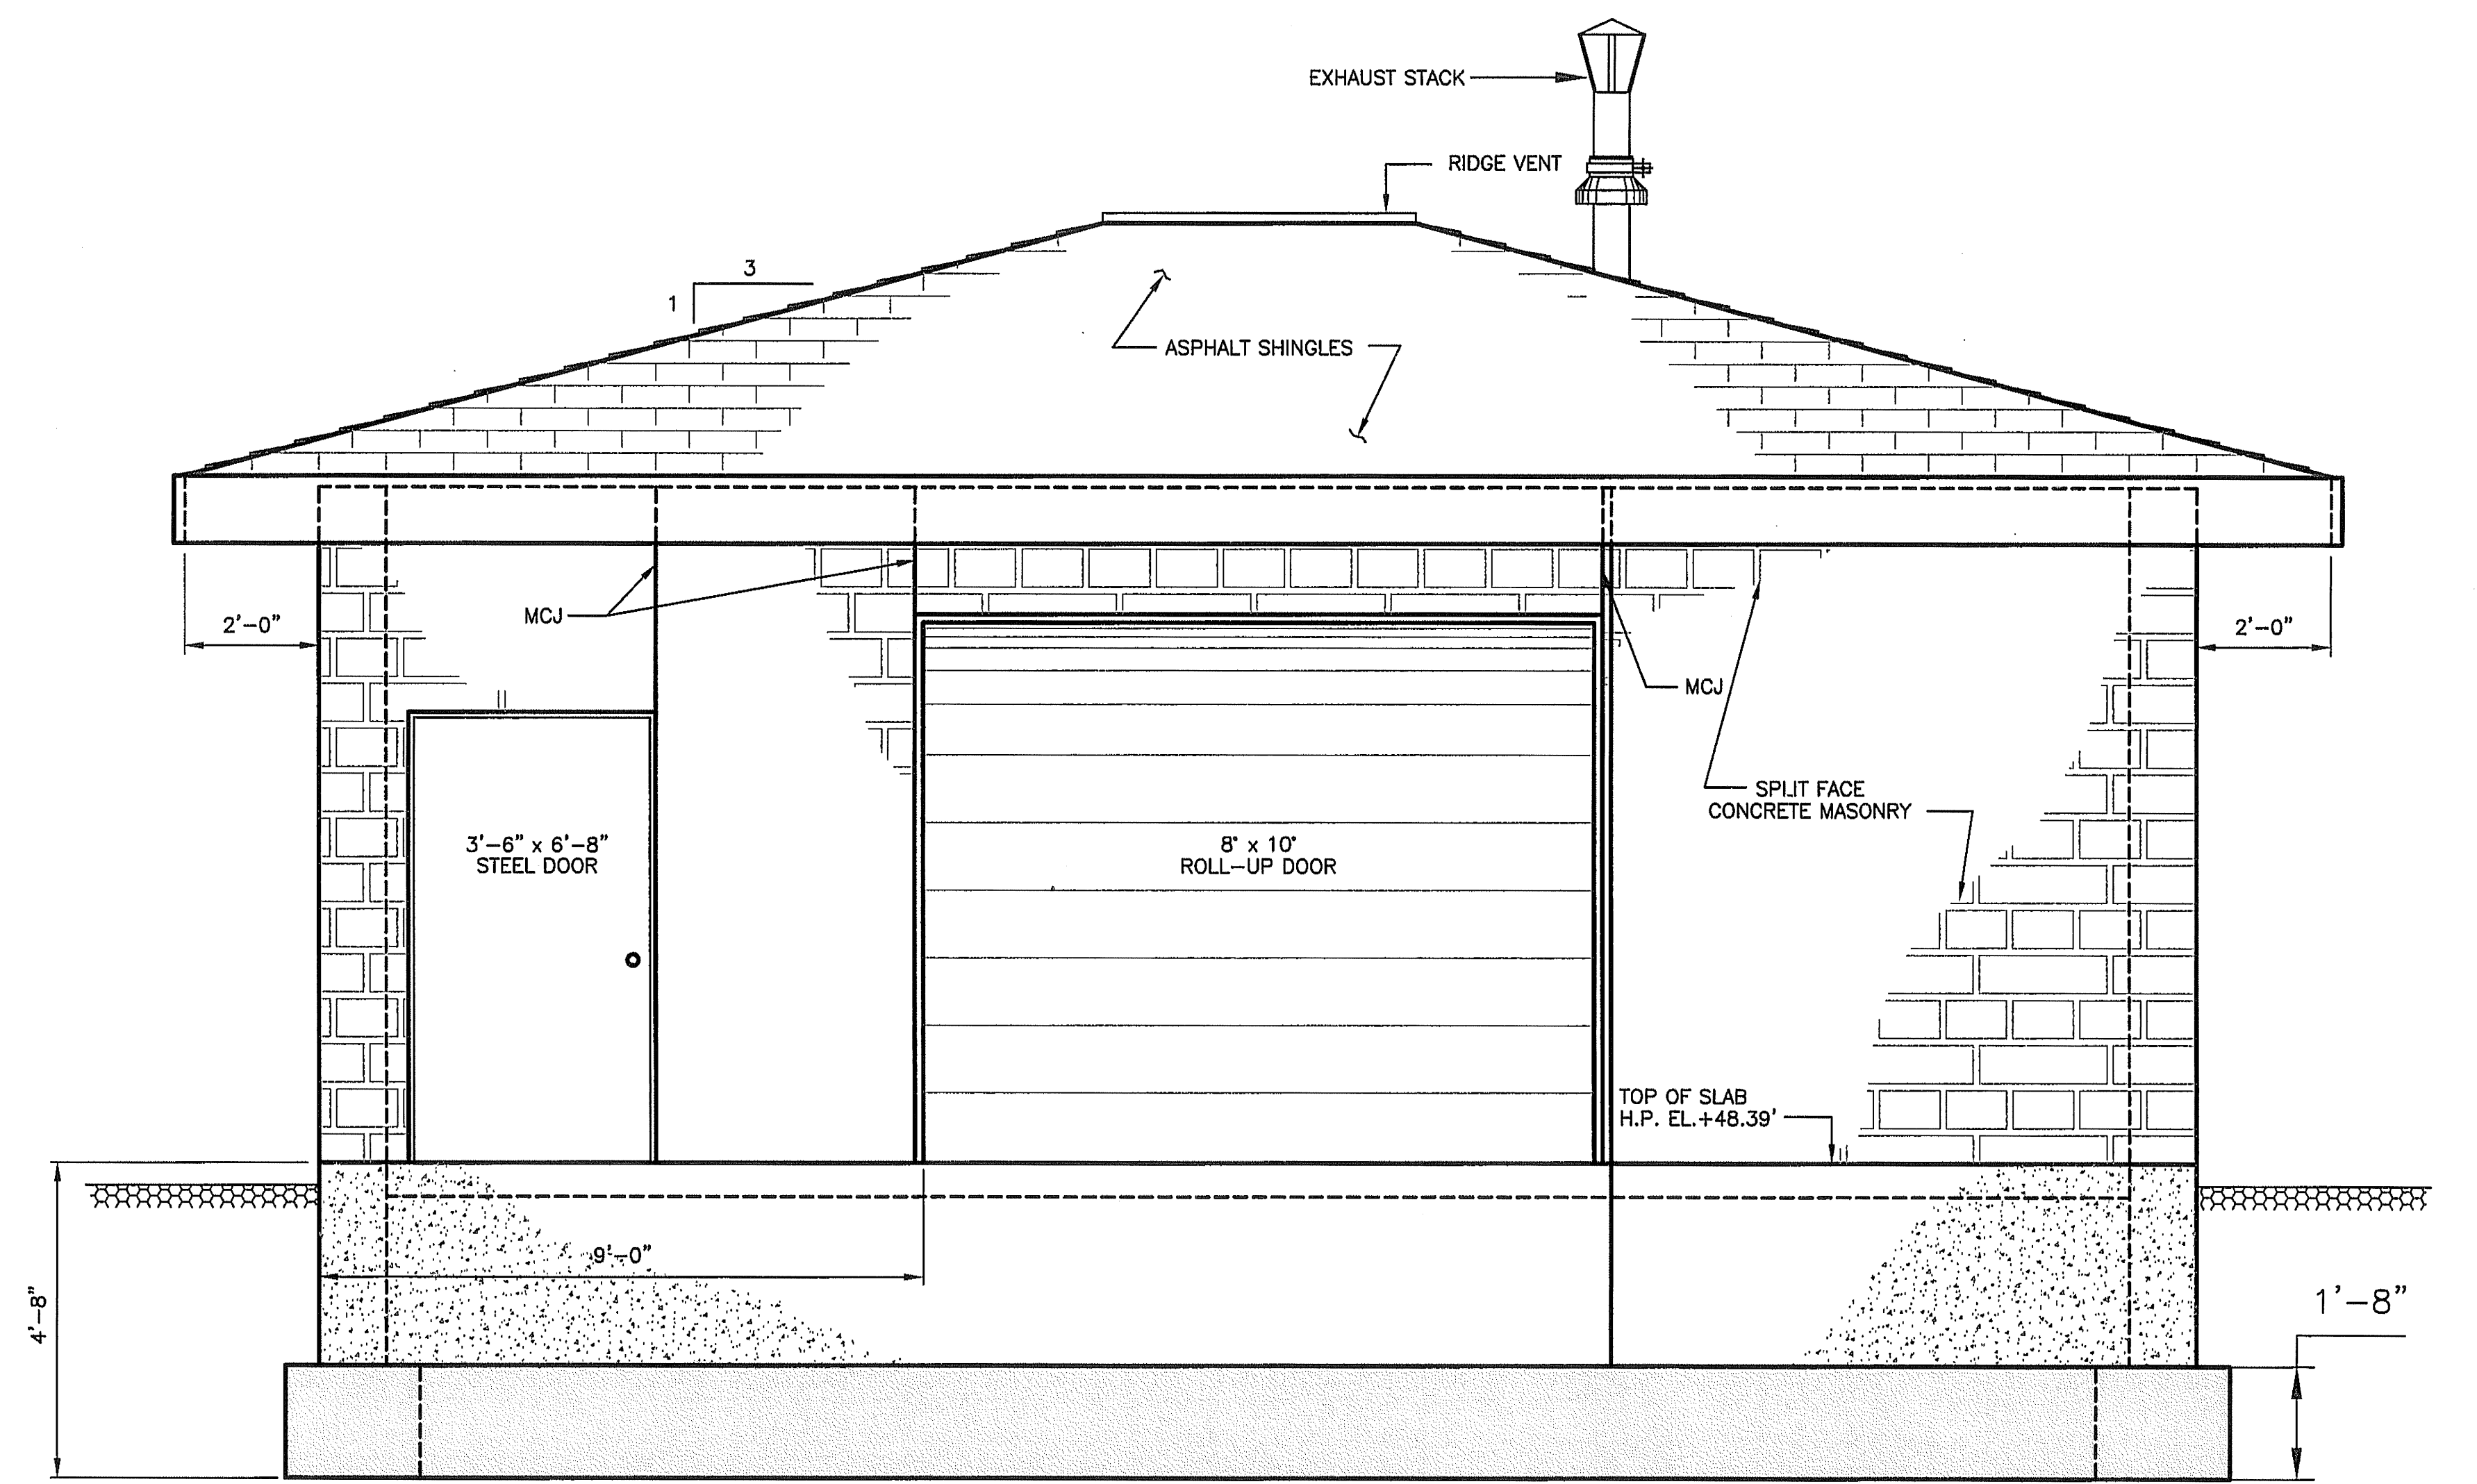 EXHAUST STACK
RIDGE VENT
3
1
ASPHALT SHINGLES
MCJ
2'-0"
2'-0"
MCJ
SPLIT FACE
CONCRETE MASONRY
3'-6" x 6'-8"
STEEL DOOR
8° x 10°
ROLL-UP DOOR
TOP OF SLAB
H.P. EL.+48.39'
9'-0"
4'-8"
1'-8"